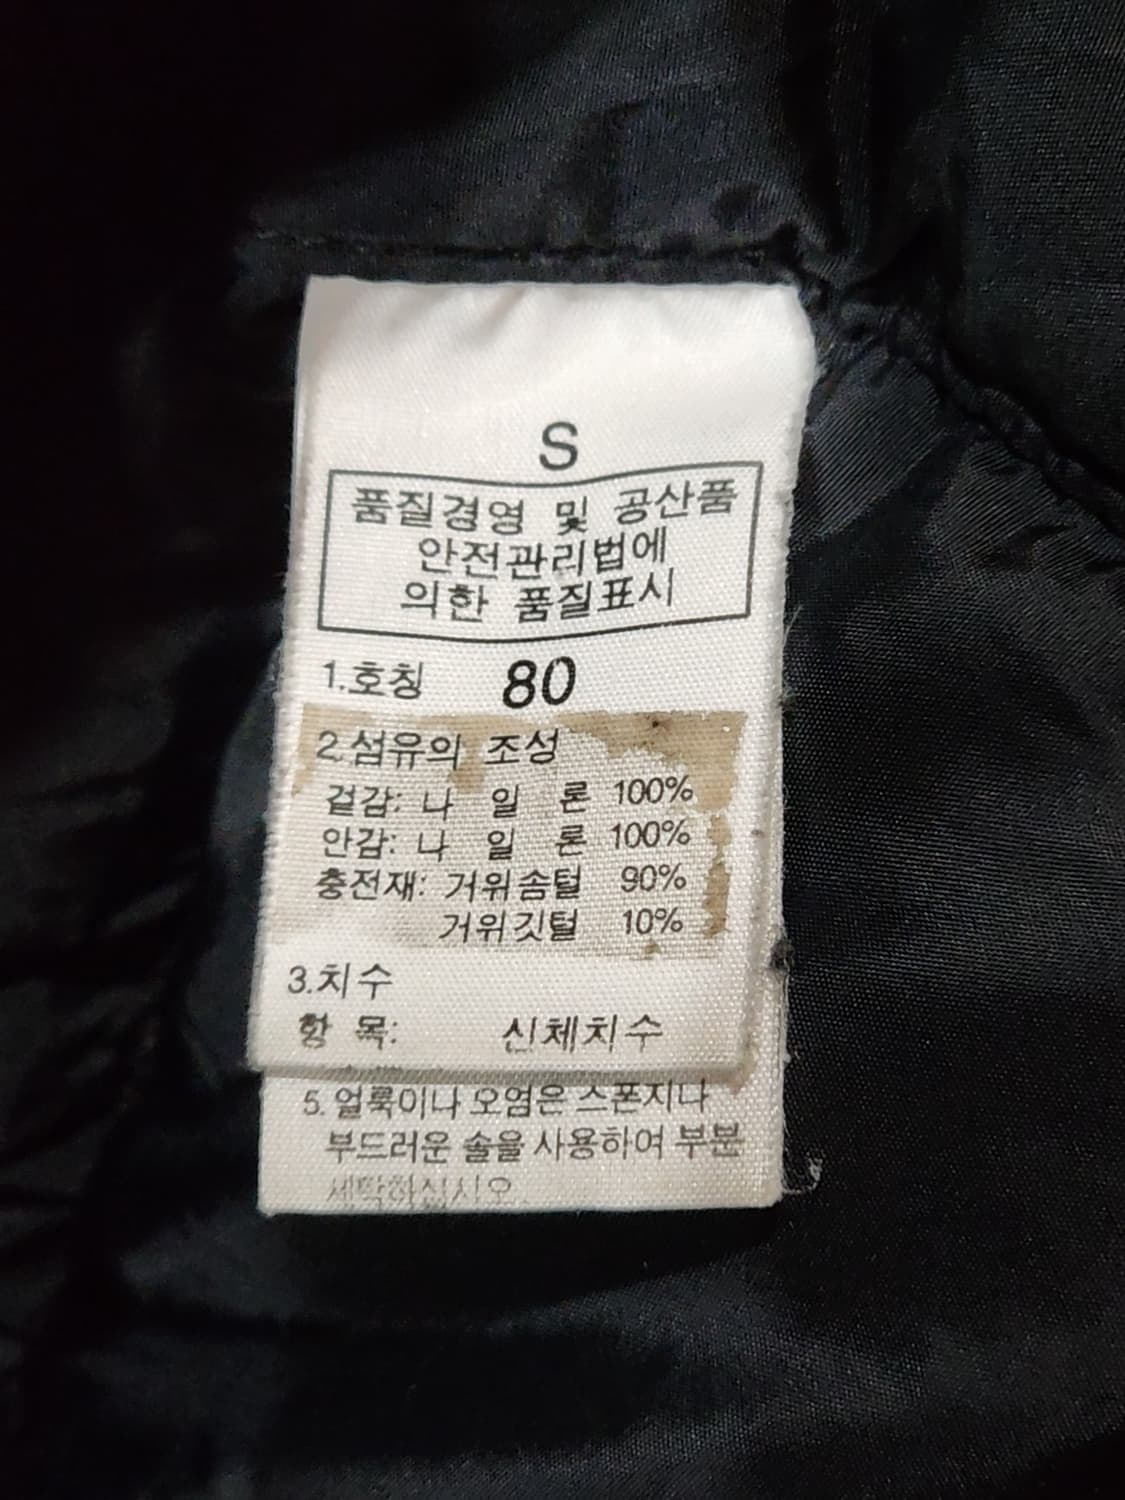 S
품질경영 및 공산품
안전관리법에
의한 품질표시
1.호칭 80
2.섬유의 조성
겉감: 나 일 론 100%
안감: 나 일 론 100%
충전재: 거위솜털 90%
거위깃털 10%
3.치수
항 목: 신체치수
5. 얼룩이나 오염은 스폰지나
부드러운 솔을 사용하여 부분
세탁하십시오.